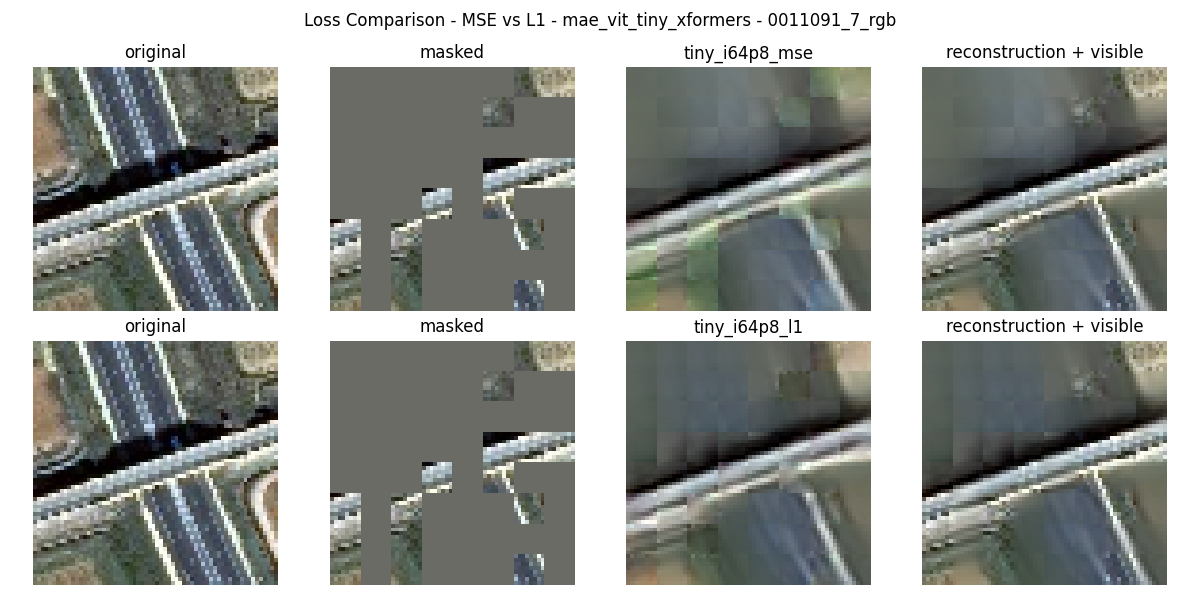 Loss Comparison - MSE vs L1 - mae_vit_tiny_xformers - 0011091_7_rgb
original masked tiny_i64p8_mse reconstruction + visible
original masked tiny_i64p8_l1 reconstruction + visible